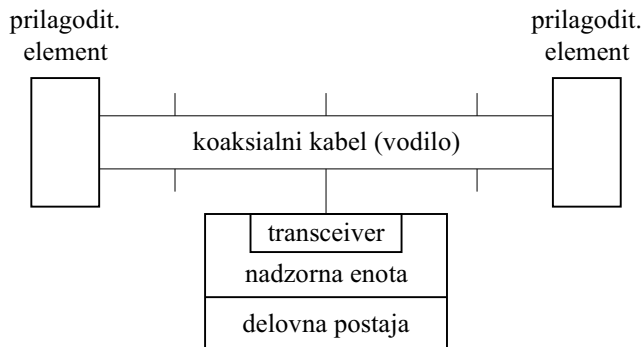 prilagodit.
element
prilagodit.
element
koaksialni kabel (vodilo)
transceiver
nadzorna enota
delovna postaja